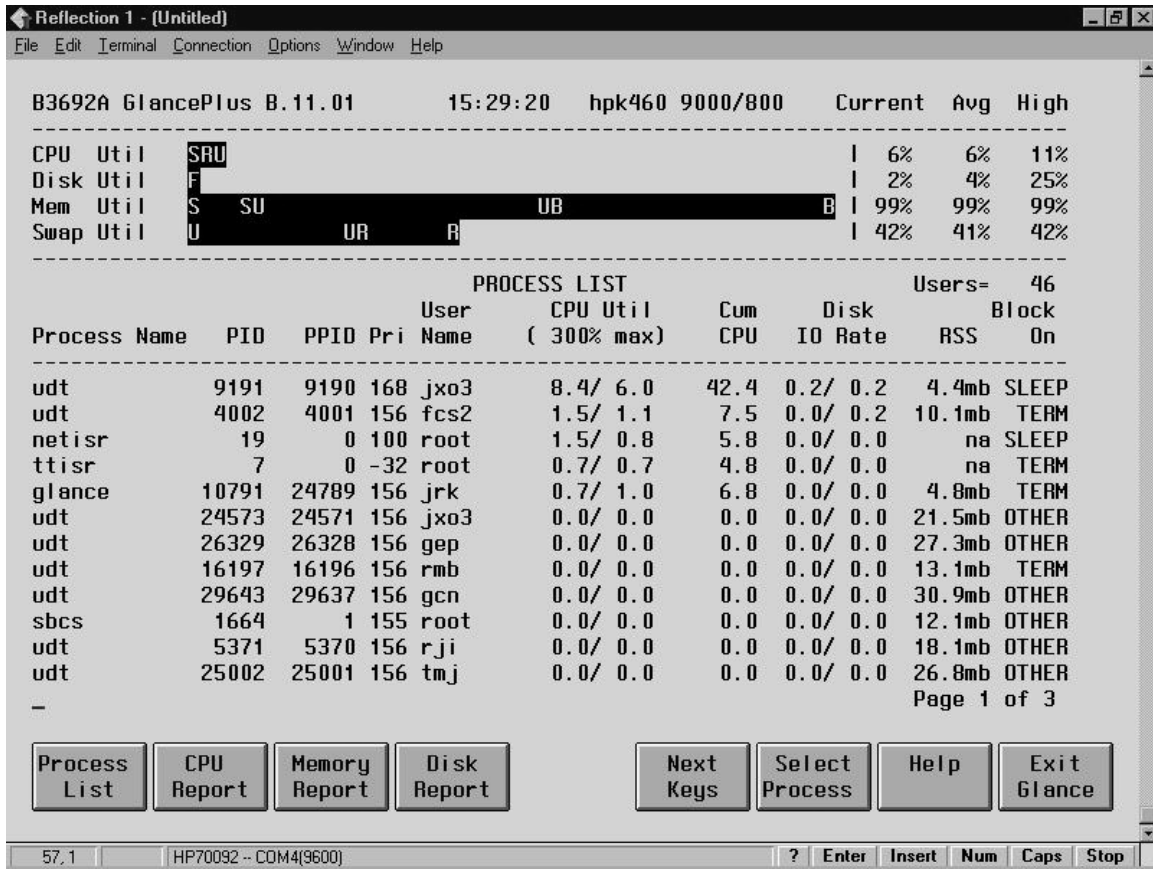 Reflection 1 - (Untitled)
File Edit Terminal Connection Options Window Help
B3692A GlancePlus B.11.01 15:29:20 hpk460 9000/800 Current Avg High
CPU Util SRU | 6% 6% 11%
Disk Util F | 2% 4% 25%
Mem Util S SU UB B | 99% 99% 99%
Swap Util U UR R | 42% 41% 42%
PROCESS LIST Users= 46
User CPU Util Cum Disk Block
Process Name PID PPID Pri Name ( 300% max) CPU IO Rate RSS On
udt 9191 9190 168 jxo3 8.4/ 6.0 42.4 0.2/ 0.2 4.4mb SLEEP
udt 4002 4001 156 fcs2 1.5/ 1.1 7.5 0.0/ 0.2 10.1mb TERM
netisr 19 0 100 root 1.5/ 0.8 5.8 0.0/ 0.0 na SLEEP
ttisr 7 0 -32 root 0.7/ 0.7 4.8 0.0/ 0.0 na TERM
glance 10791 24789 156 jrk 0.7/ 1.0 6.8 0.0/ 0.0 4.8mb TERM
udt 24573 24571 156 jxo3 0.0/ 0.0 0.0 0.0/ 0.0 21.5mb OTHER
udt 26329 26328 156 gep 0.0/ 0.0 0.0 0.0/ 0.0 27.3mb OTHER
udt 16197 16196 156 rmb 0.0/ 0.0 0.0 0.0/ 0.0 13.1mb TERM
udt 29643 29637 156 gcn 0.0/ 0.0 0.0 0.0/ 0.0 30.9mb OTHER
sbcs 1664 1 155 root 0.0/ 0.0 0.0 0.0/ 0.0 12.1mb OTHER
udt 5371 5370 156 rji 0.0/ 0.0 0.0 0.0/ 0.0 18.1mb OTHER
udt 25002 25001 156 tmj 0.0/ 0.0 0.0 0.0/ 0.0 26.8mb OTHER
Page 1 of 3
Process CPU Memory Disk Next Select Help Exit
List Report Report Report Keys Process Glance
57, 1 HP70092 -- COM4(9600) ? Enter Insert Num Caps Stop